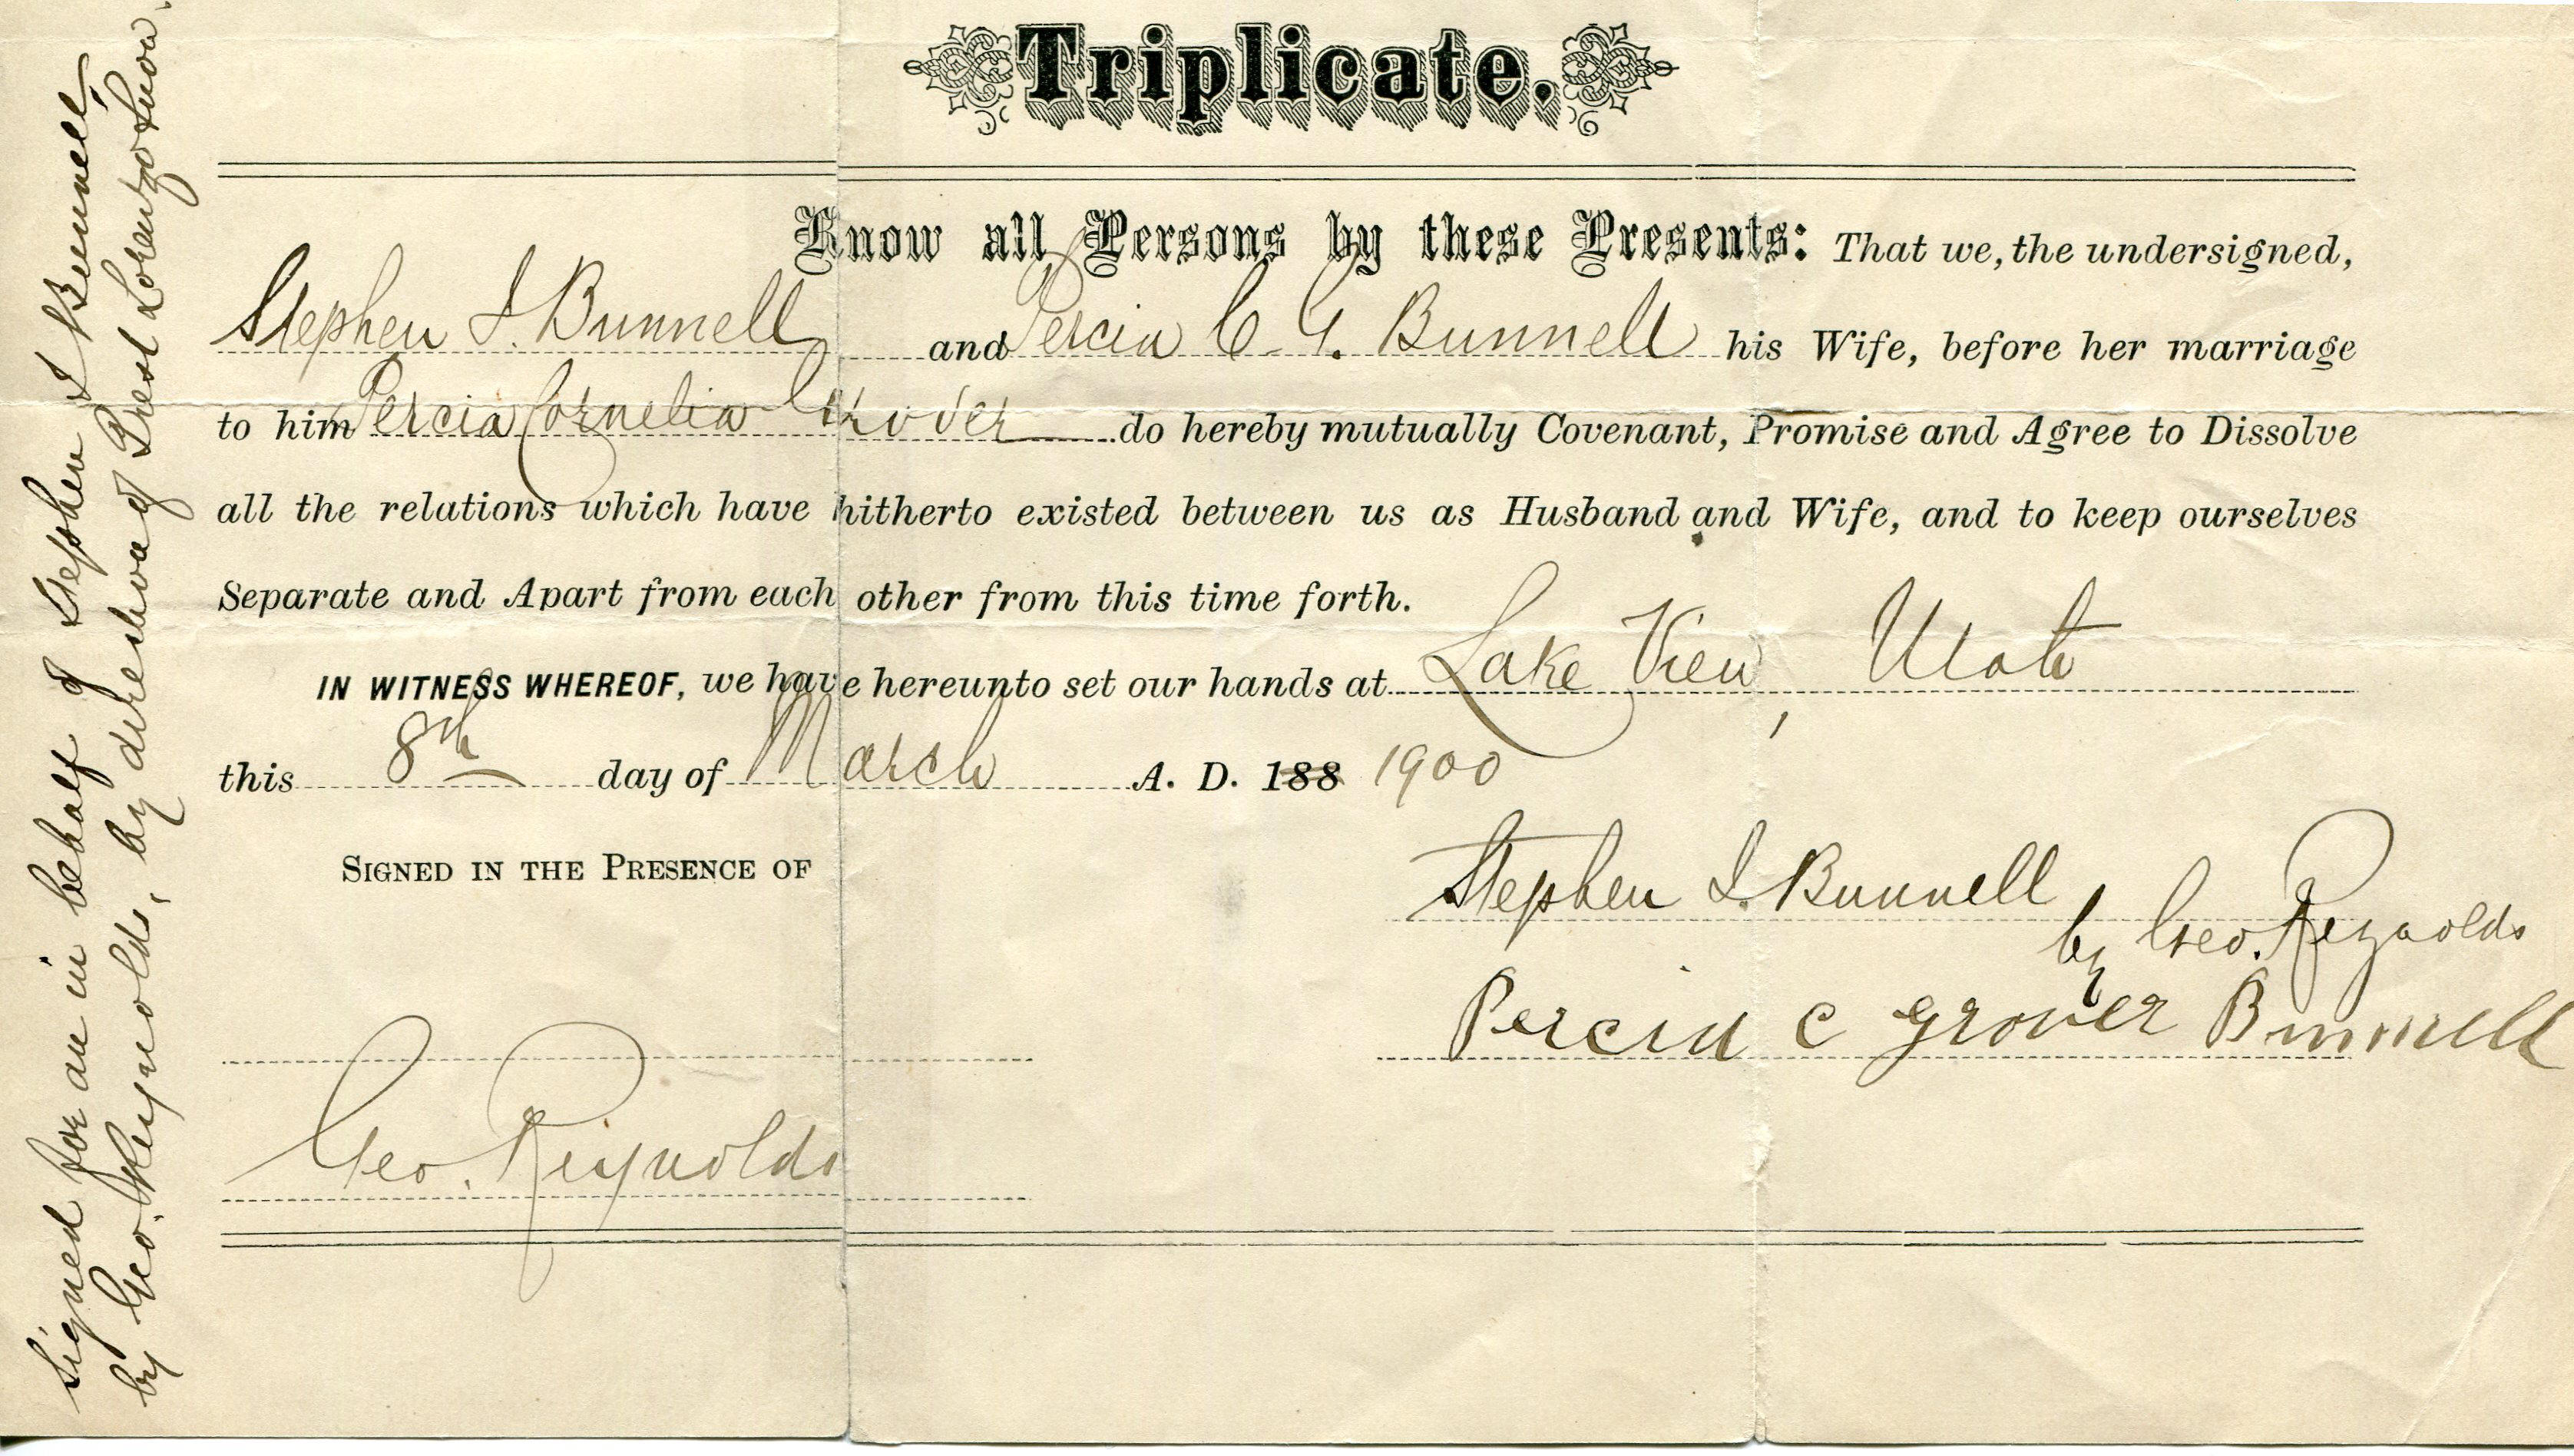 Triplicate.
Know all Persons by these Presents: That we, the undersigned,
Stephen I. Bunnell and Percia C. G. Bunnell his Wife, before her marriage
to him Percia Cornelia Grover do hereby mutually Covenant, Promise and Agree to Dissolve
all the relations which have hitherto existed between us as Husband and Wife, and to keep ourselves
Separate and Apart from each other from this time forth.
IN WITNESS WHEREOF, we have hereunto set our hands at Lake View, Utah
this 8th day of March A. D. 188 1900
SIGNED IN THE PRESENCE OF
Stephen I. Bunnell
by Geo. Reynolds
Percia C Grover Bunnell
Geo. Reynolds
Signed for an in behalf of Stephen I Bunnell,
by Geo. Reynolds, by direction of Prest Lorenzo Snow.